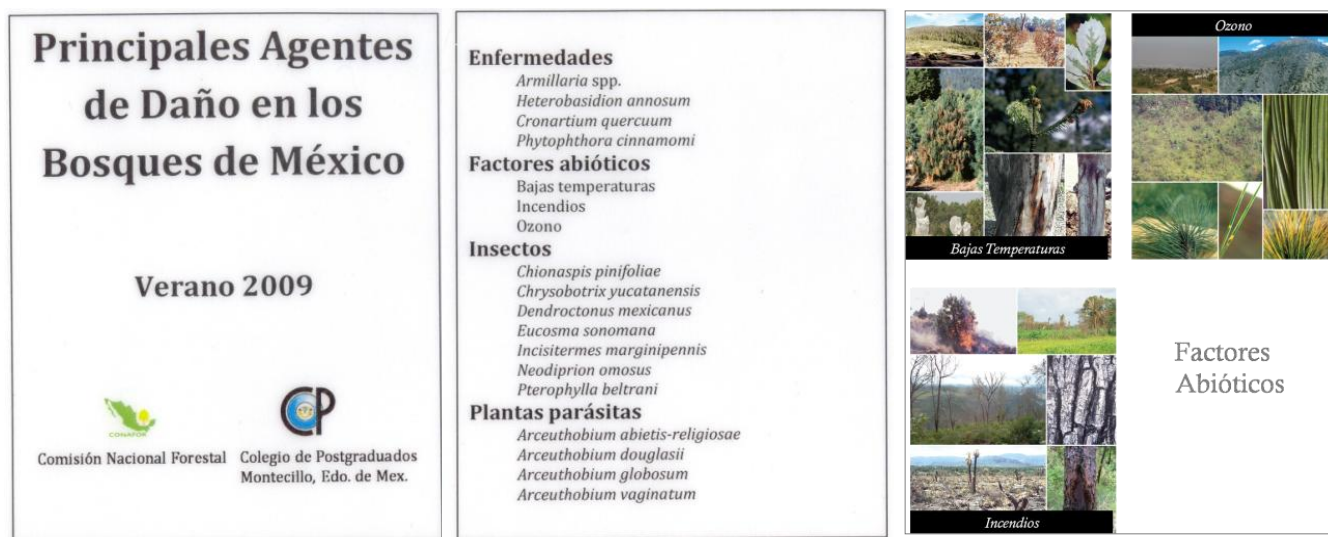 Principales Agentes
de Daño en los
Bosques de México
Verano 2009
CONAFOR
CP
Comisión Nacional Forestal
Colegio de Postgraduados
Montecillo, Edo. de Mex.
Enfermedades
Armillaria spp.
Heterobasidion annosum
Cronartium quercuum
Phytophthora cinnamomi
Factores abióticos
Bajas temperaturas
Incendios
Ozono
Insectos
Chionaspis pinifoliae
Chrysobotrix yucatanensis
Dendroctonus mexicanus
Eucosma sonomana
Incisitermes marginipennis
Neodiprion omosus
Pterophylla beltrani
Plantas parásitas
Arceuthobium abietis-religiosae
Arceuthobium douglasii
Arceuthobium globosum
Arceuthobium vaginatum
Bajas Temperaturas
Ozono
Incendios
Factores
Abióticos